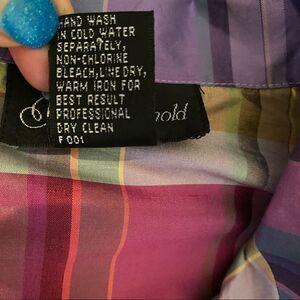 HAND WASH
IN COLD WATER
SEPARATELY,
NON-CHLORINE
BLEACH, LINE DRY,
WARM IRON FOR
BEST RESULT
PROFESSIONAL
DRY CLEAN
F 001